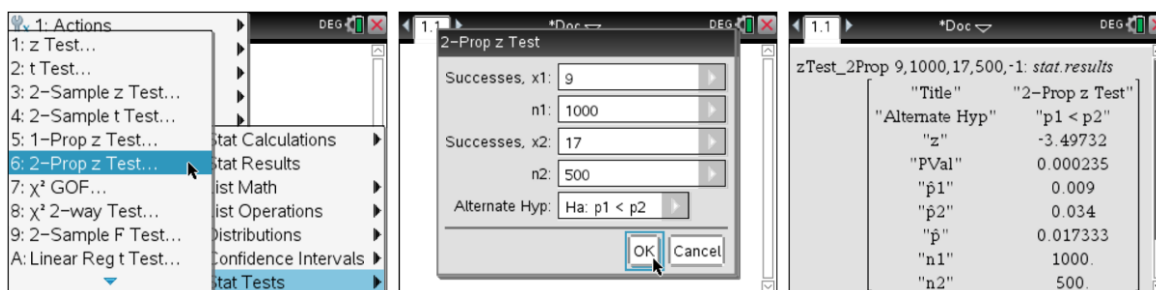 1: Actions
DEG
1: z Test...
2: t Test...
3: 2-Sample z Test...
4: 2-Sample t Test...
5: 1-Prop z Test...
6: 2-Prop z Test...
7: χ² GOF...
8: χ² 2-way Test...
9: 2-Sample F Test...
A: Linear Reg t Test...
Stat Calculations
Stat Results
List Math
List Operations
Distributions
Confidence Intervals
Stat Tests
1.1
*Doc
DEG
2-Prop z Test
Successes, x1: 9
n1: 1000
Successes, x2: 17
n2: 500
Alternate Hyp: Ha: p1 < p2
OK Cancel
1.1
*Doc
DEG
zTest_2Prop 9,1000,17,500,-1: stat.results
"Title" "2-Prop z Test"
"Alternate Hyp" "p1 < p2"
"z" -3.49732
"PVal" 0.000235
"p̂1" 0.009
"p̂2" 0.034
"p̂" 0.017333
"n1" 1000.
"n2" 500.